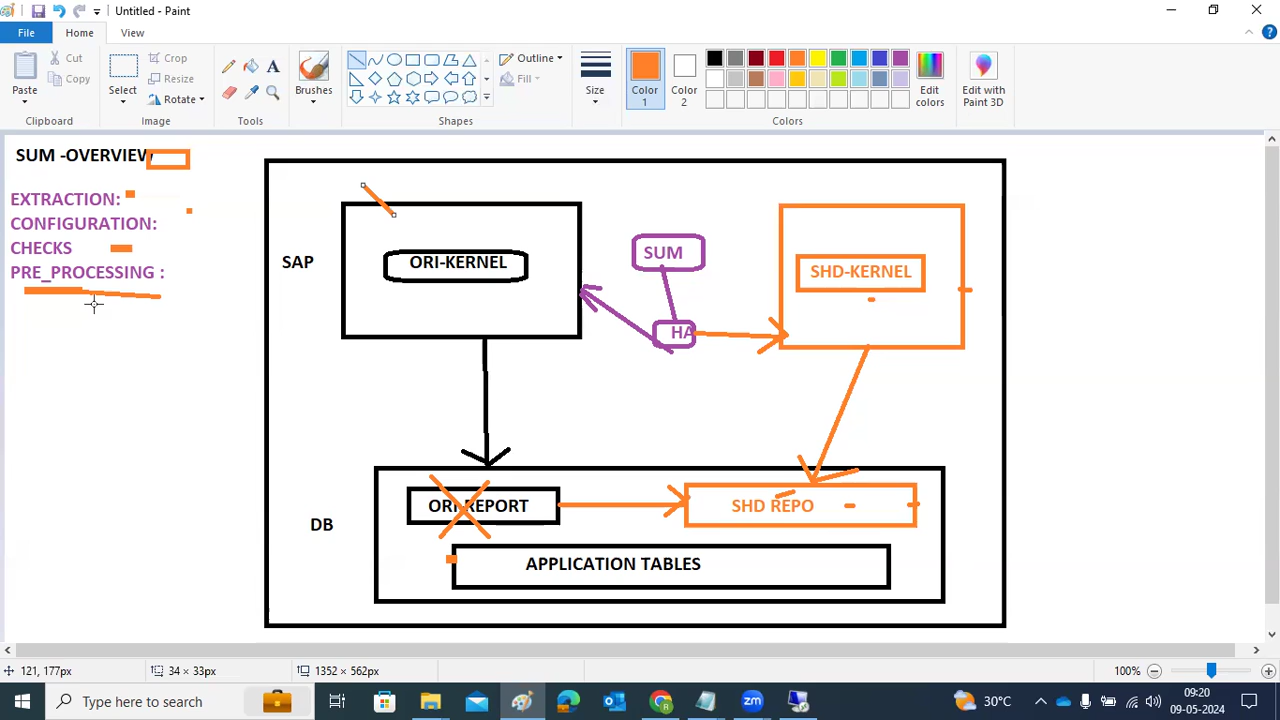 Untitled - Paint
File
Home
View
Paste
Cut
Copy
Clipboard
Select
Crop
Resize
Rotate
Image
Tools
Brushes
Outline
Fill
Shapes
Size
Color 1
Color 2
Edit colors
Colors
Edit with Paint 3D
SUM -OVERVIEW
EXTRACTION:
CONFIGURATION:
CHECKS
PRE_PROCESSING :
SAP
ORI-KERNEL
SUM
HA
SHD-KERNEL
DB
ORI-REPORT
SHD REPO
APPLICATION TABLES
121, 177px
34 × 33px
1352 × 562px
100%
Type here to search
30°C
09:20
09-05-2024